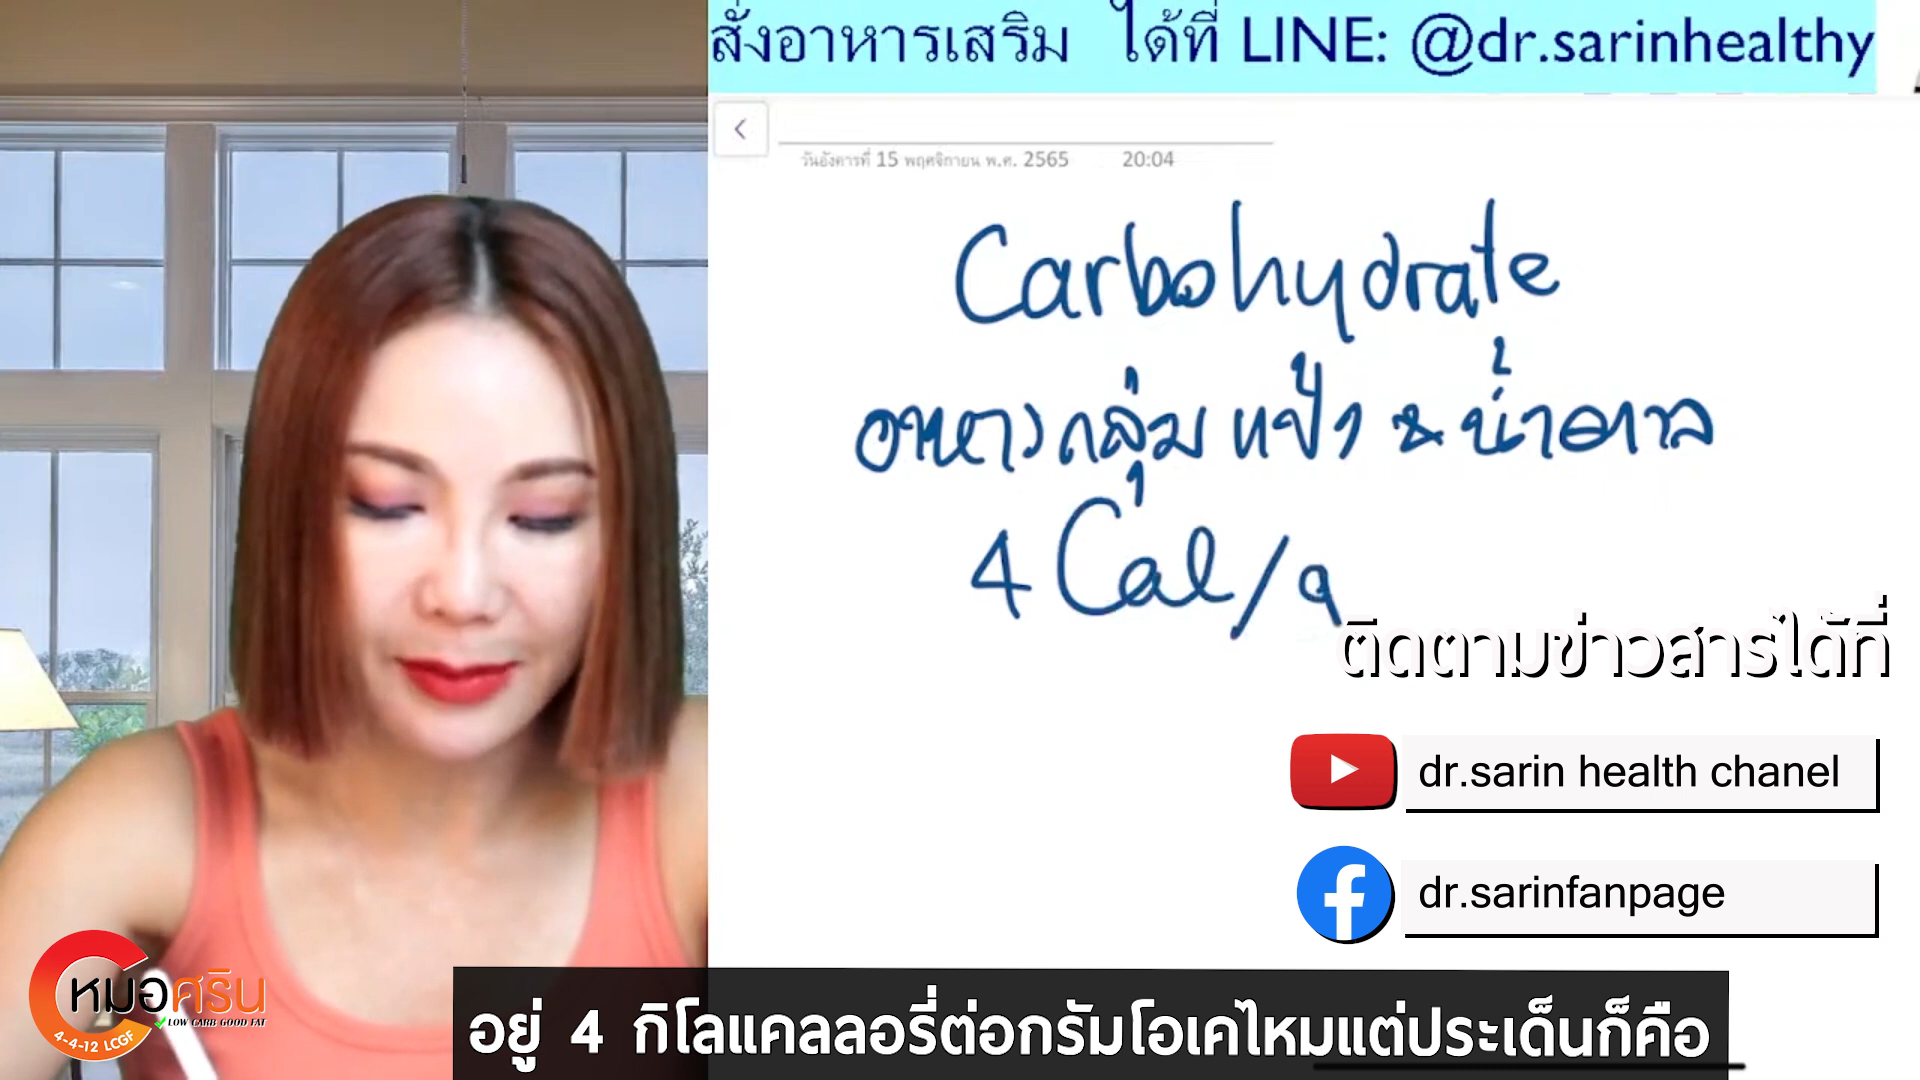 สั่งอาหารเสริม ได้ที่ LINE: @dr.sarinhealthy
วันอังคารที่ 15 พฤศจิกายน พ.ศ. 2565 20:04
Carbohydrate
อาหารกลุ่มแป้ง & น้ำตาล
4 Cal/g
ติดตามข่าวสารได้ที่
dr.sarin health chanel
dr.sarinfanpage
หมอศริน
LOW CARB GOOD FAT
4-4-12 LCGF
อยู่ 4 กิโลแคลลอรี่ต่อกรัมโอเคไหมแต่ประเด็นก็คือ